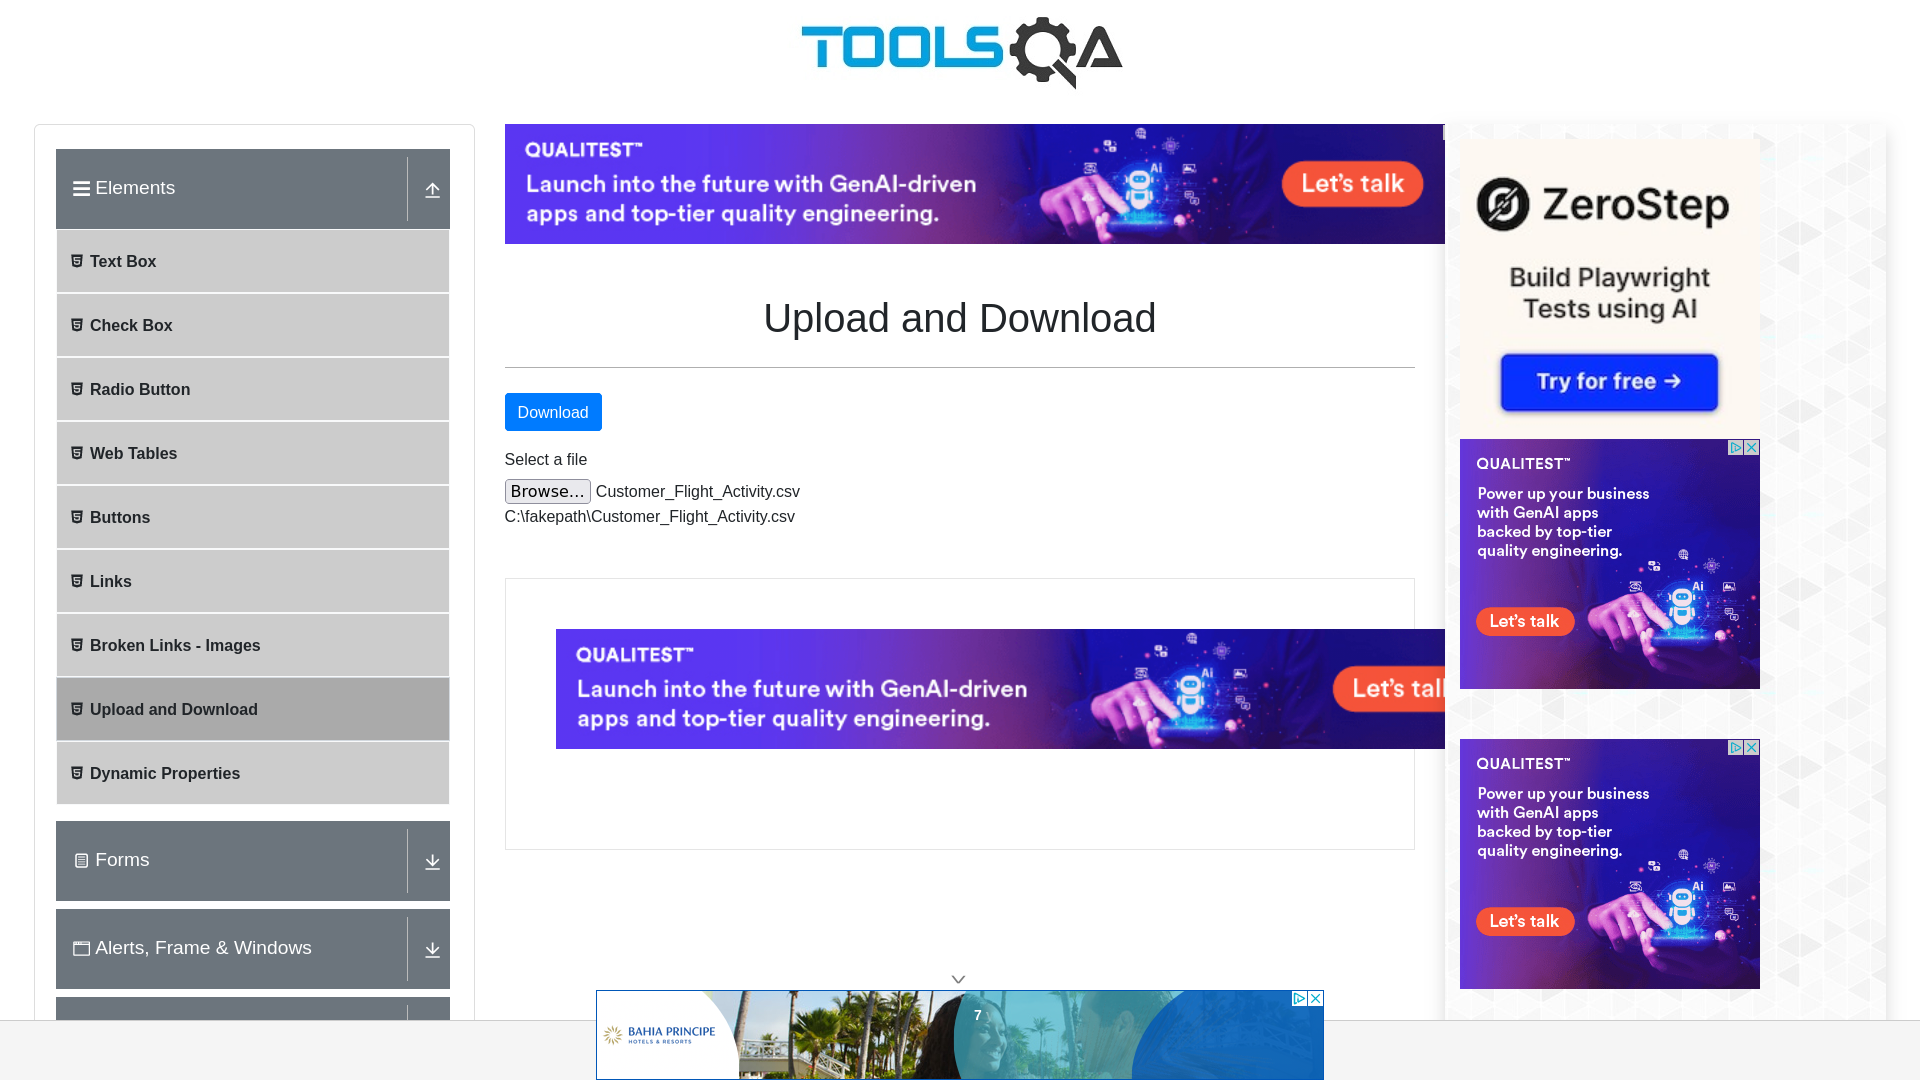 TOOLSQA
Elements
Text Box
Check Box
Radio Button
Web Tables
Buttons
Links
Broken Links - Images
Upload and Download
Dynamic Properties
Forms
Alerts, Frame & Windows
QUALITEST™
Launch into the future with GenAI-driven
apps and top-tier quality engineering.
Ai
Let's talk
Upload and Download
Download
Select a file
Browse... Customer_Flight_Activity.csv
C:\fakepath\Customer_Flight_Activity.csv
QUALITEST™
Launch into the future with GenAI-driven
apps and top-tier quality engineering.
Ai
Let's tal
ZeroStep
Build Playwright
Tests using AI
Try for free →
QUALITEST™
Power up your business
with GenAI apps
backed by top-tier
quality engineering.
Ai
Let's talk
QUALITEST™
Power up your business
with GenAI apps
backed by top-tier
quality engineering.
Ai
Let's talk
BAHIA PRINCIPE
HOTELS & RESORTS
7